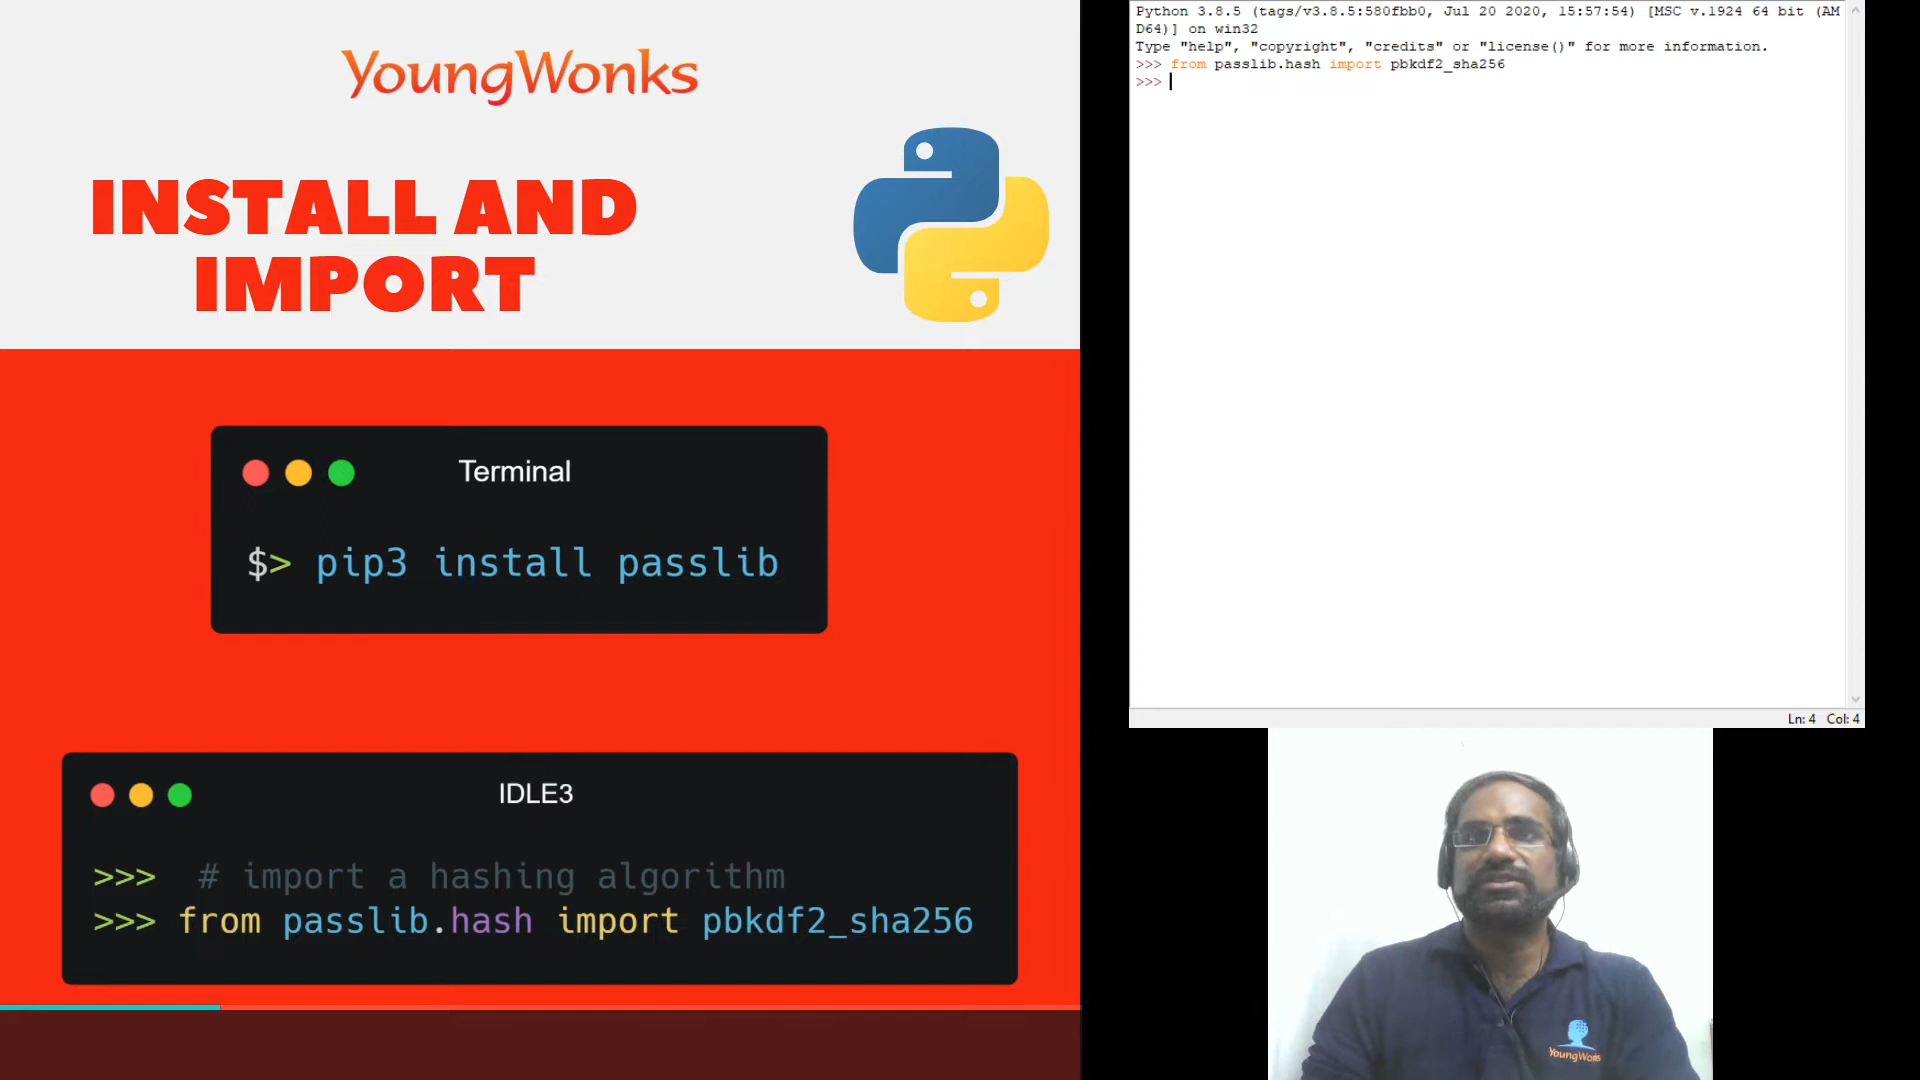 YoungWonks
INSTALL AND
IMPORT
Terminal
$> pip3 install passlib
IDLE3
>>> # import a hashing algorithm
>>> from passlib.hash import pbkdf2_sha256
Python 3.8.5 (tags/v3.8.5:580fbb0, Jul 20 2020, 15:57:54) [MSC v.1924 64 bit (AM
D64)] on win32
Type "help", "copyright", "credits" or "license()" for more information.
>>> from passlib.hash import pbkdf2_sha256
>>>
Ln: 4 Col: 4
YoungWonks